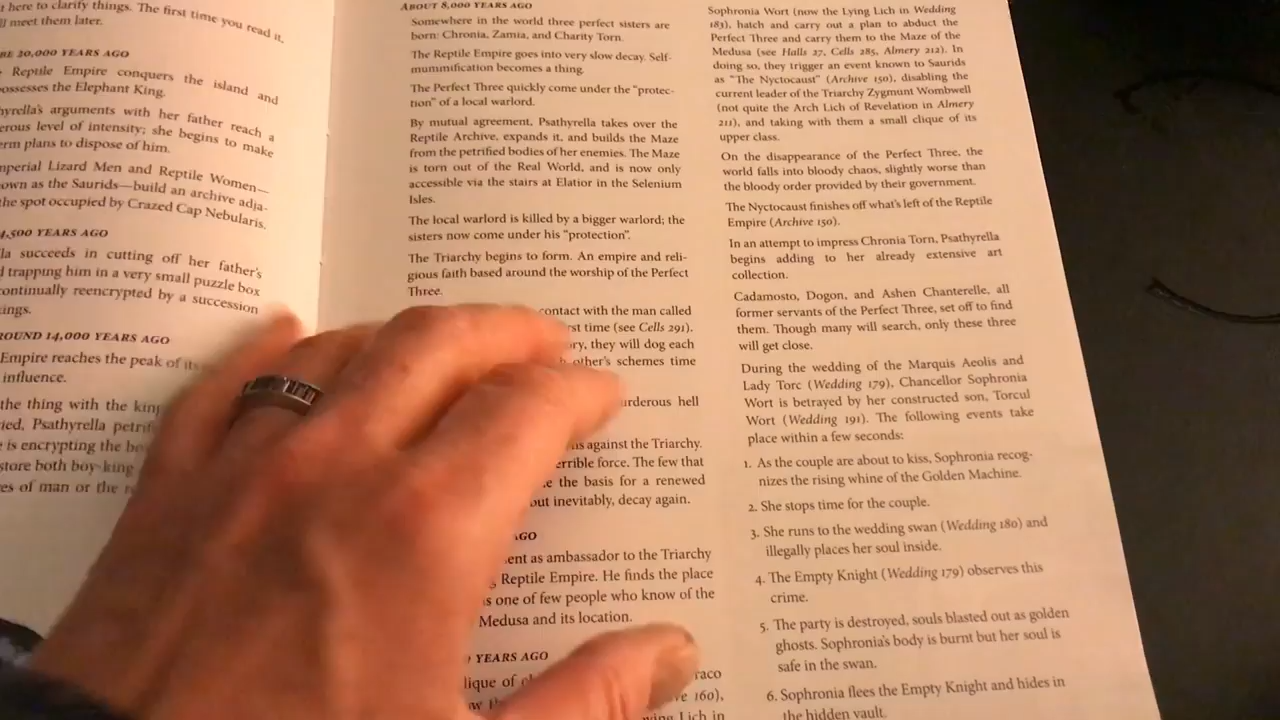 here to clarify things. The first time you read it,
meet them later.
20,000 YEARS AGO
Reptile Empire conquers the island and
possesses the Elephant King.
arguments with her father reach a
level of intensity; she begins to make
plans to dispose of him.
Lizard Men and Reptile Women—
as the Saurids—build an archive adja-
the spot occupied by Crazed Cap Nebularis.
4,500 YEARS AGO
succeeds in cutting off her father's
trapping him in a very small puzzle box
continually reencrypted by a succession
14,000 YEARS AGO
Empire reaches the peak of its
influence.
the thing with the
Psathyrella
is encrypting the
store both boy-king
of man or the
ABOUT 8,000 YEARS AGO
Somewhere in the world three perfect sisters are
born: Chronia, Zamia, and Charity Torn.
The Reptile Empire goes into very slow decay. Self-
mummification becomes a thing.
The Perfect Three quickly come under the "protec-
tion" of a local warlord.
By mutual agreement, Psathyrella takes over the
Reptile Archive, expands it, and builds the Maze
from the petrified bodies of her enemies. The Maze
is torn out of the Real World, and is now only
accessible via the stairs at Elatior in the Selenium
Isles.
The local warlord is killed by a bigger warlord; the
sisters now come under his "protection".
The Triarchy begins to form. An empire and reli-
gious faith based around the worship of the Perfect
Three.
contact with the man called
time (see Cells 291).
they will dog each
other's schemes time
hell
against the Triarchy.
force. The few that
the basis for a renewed
but inevitably, decay again.
AGO
as ambassador to the Triarchy
Reptile Empire. He finds the place
is one of few people who know of the
Medusa and its location.
YEARS AGO
160),
Lich in
Sophronia Wort (now the Lying Lich in Wedding
183), hatch and carry out a plan to abduct the
Perfect Three and carry them to the Maze of the
Medusa (see Halls 27, Cells 285, Almery 212). In
doing so, they trigger an event known to Saurids
as "The Nyctocaust" (Archive 150), disabling the
current leader of the Triarchy Zygmunt Wombwell
(not quite the Arch Lich of Revelation in Almery
211), and taking with them a small clique of its
upper class.
On the disappearance of the Perfect Three, the
world falls into bloody chaos, slightly worse than
the bloody order provided by their government.
The Nyctocaust finishes off what's left of the Reptile
Empire (Archive 150).
In an attempt to impress Chronia Torn, Psathyrella
begins adding to her already extensive art
collection.
Cadamosto, Dogon, and Ashen Chanterelle, all
former servants of the Perfect Three, set off to find
them. Though many will search, only these three
will get close.
During the wedding of the Marquis Aeolis and
Lady Torc (Wedding 179), Chancellor Sophronia
Wort is betrayed by her constructed son, Torcul
Wort (Wedding 191). The following events take
place within a few seconds:
1. As the couple are about to kiss, Sophronia recog-
nizes the rising whine of the Golden Machine.
2. She stops time for the couple.
3. She runs to the wedding swan (Wedding 180) and
illegally places her soul inside.
4. The Empty Knight (Wedding 179) observes this
crime.
5. The party is destroyed, souls blasted out as golden
ghosts. Sophronia's body is burnt but her soul is
safe in the swan.
6. Sophronia flees the Empty Knight and hides in
the hidden vault.